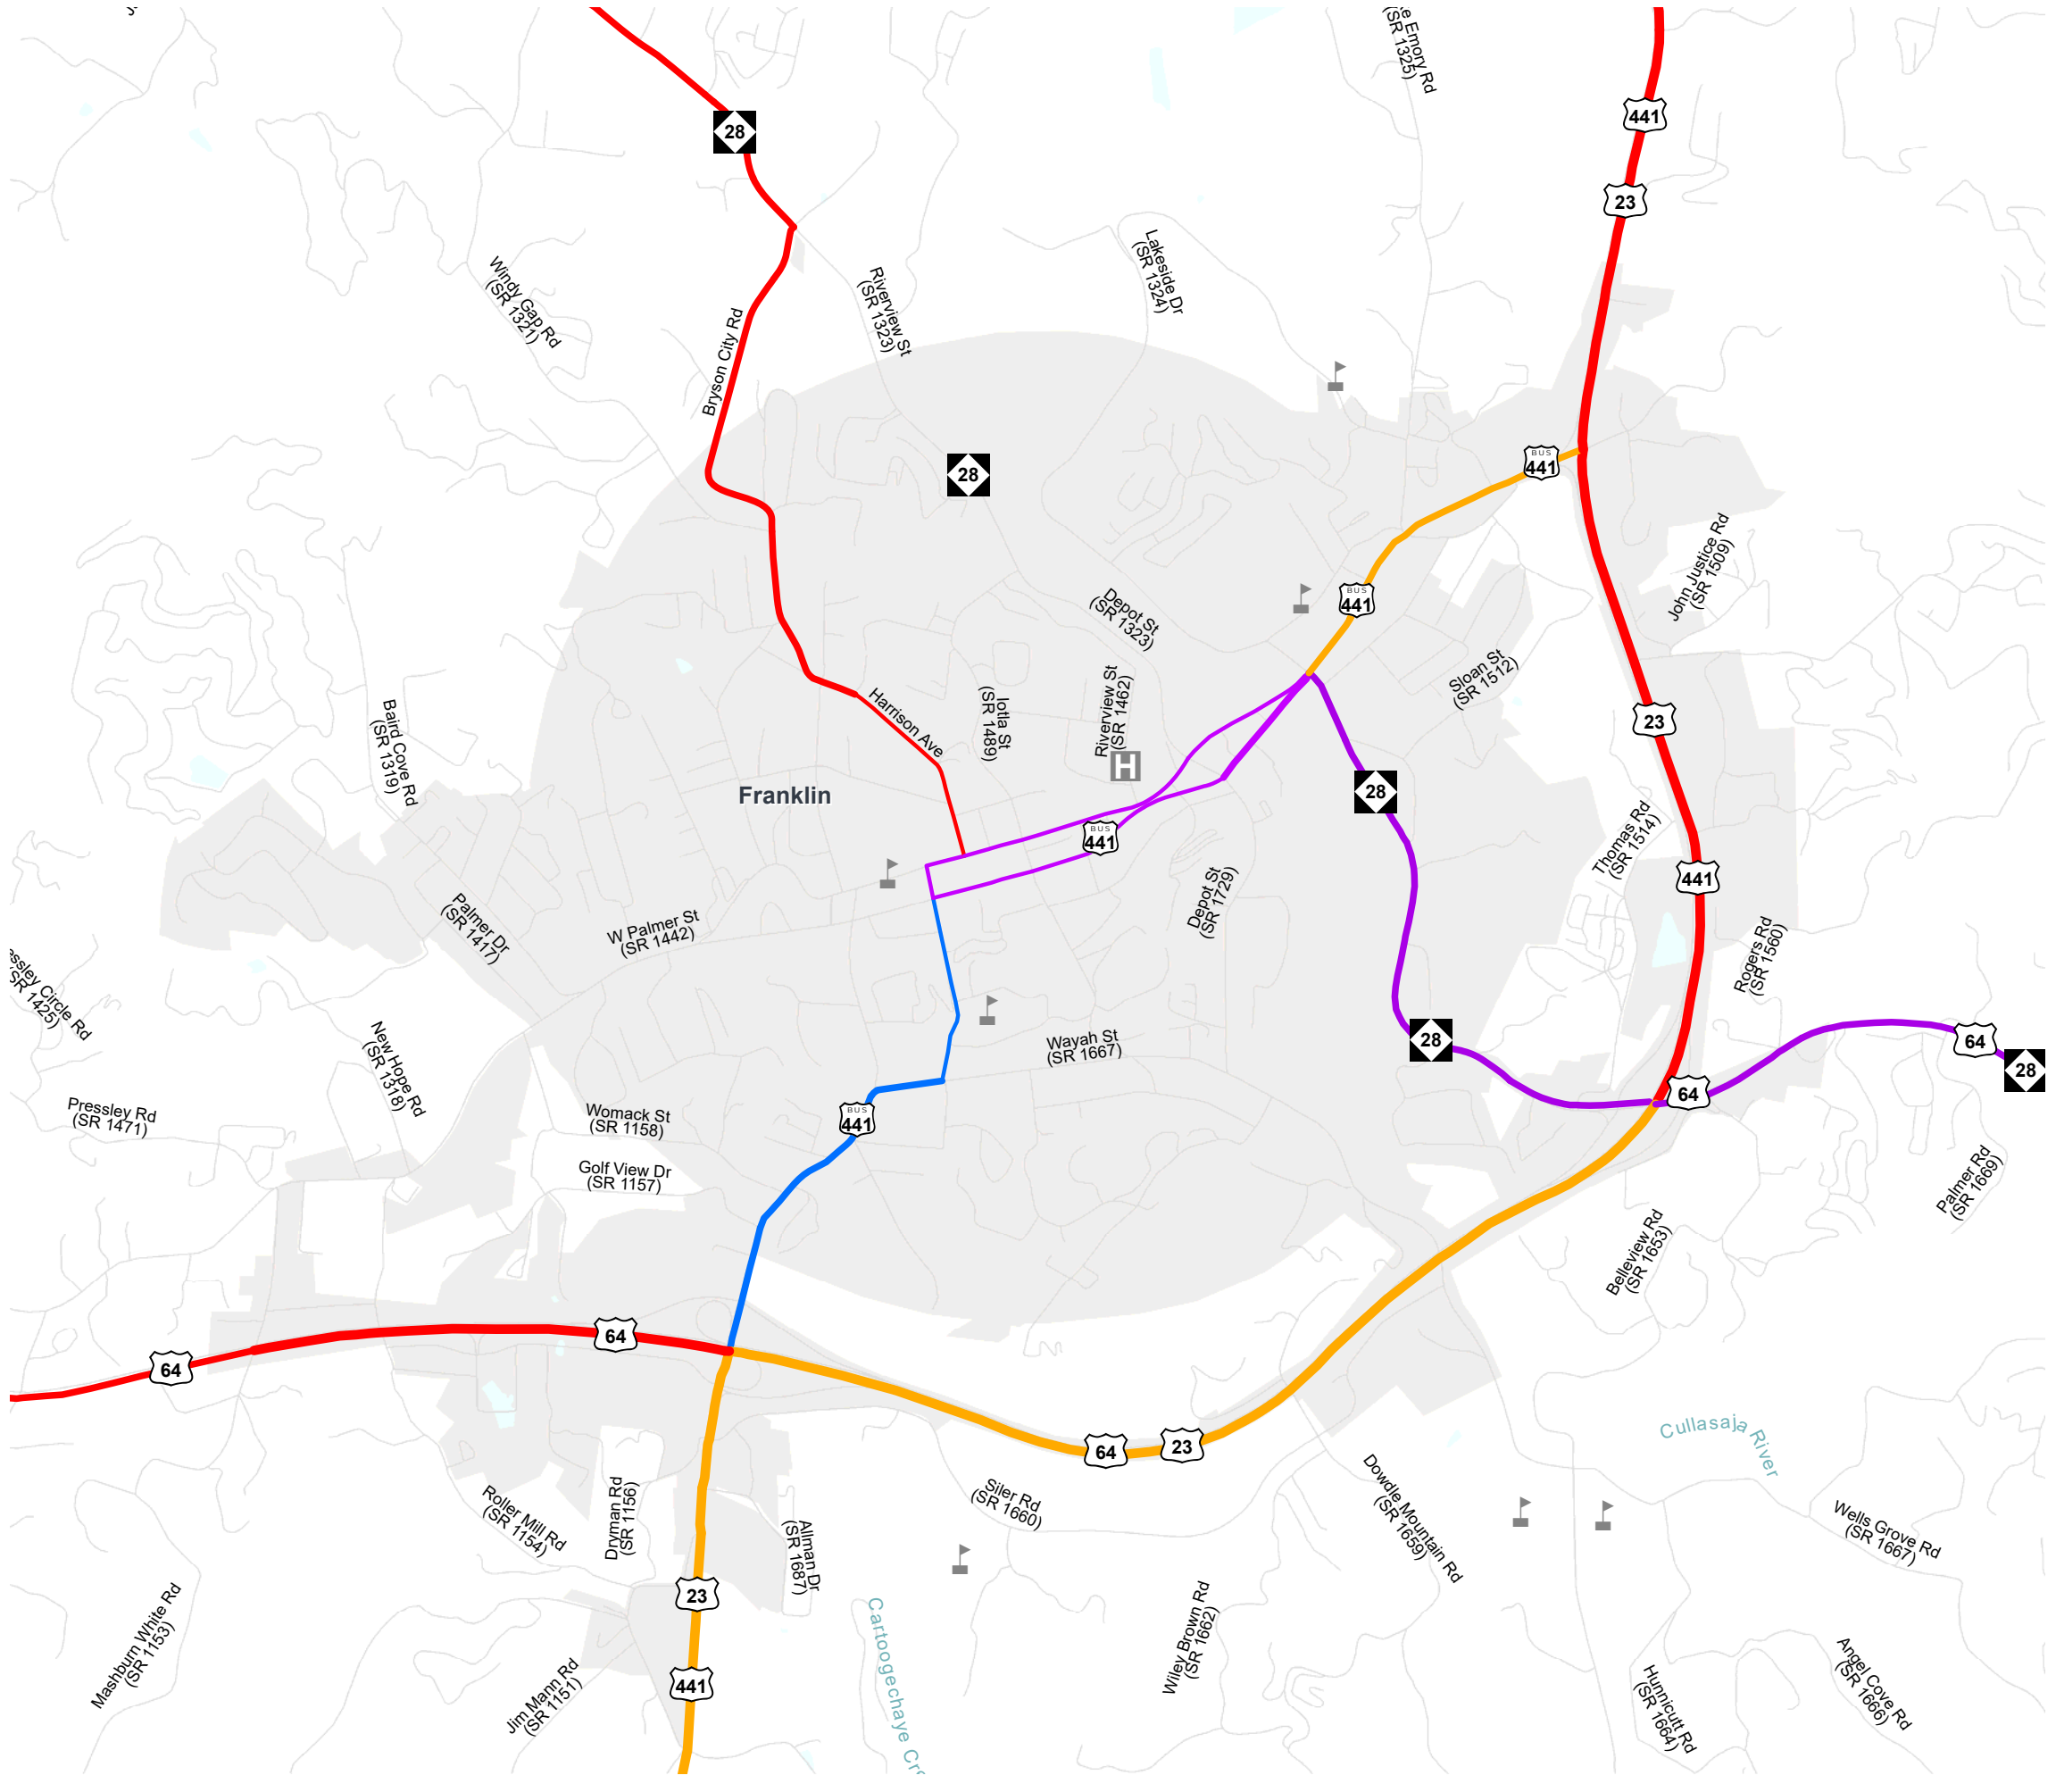 e Emory Rd
(SR 1325)
441
28
23
Lakeside Dr
(SR 1324)
Windy Gap Rd
(SR 1321)
Riverview St
(SR 1323)
Bryson City Rd
BUS
441
28
John Justice Rd
(SR 1509)
BUS
441
Depot St
(SR 1323)
Sloan St
(SR 1512)
Riverview St
(SR 1462)
Iotla St
(SR 1489)
Harrison Ave
23
Baird Cove Rd
(SR 1319)
H
Franklin
28
BUS
441
Thomas Rd
(SR 1514)
441
Depot St
(SR 1729)
Palmer Dr
(SR 1417)
W Palmer St
(SR 1442)
Rogers Rd
(SR 1560)
essley Circle Rd
(SR 1425)
New Hope Rd
(SR 1318)
Wayah St
(SR 1667)
28
64
28
64
Pressley Rd
(SR 1471)
Womack St
(SR 1158)
BUS
441
Golf View Dr
(SR 1157)
Palmer Rd
(SR 1669)
Belleview Rd
(SR 1653)
64
64
Cullasaja River
64
23
Siler Rd
(SR 1660)
Dowdle Mountain Rd
(SR 1659)
Roller Mill Rd
(SR 1154)
Dryman Rd
(SR 1156)
Allman Dr
(SR 1687)
Wells Grove Rd
(SR 1667)
23
Mashburn White Rd
(SR 1153)
Cartoogechaye Cre
Wiley Brown Rd
(SR 1662)
441
Jim Mann Rd
(SR 1151)
Hunnicutt Rd
(SR 1664)
Angel Cove Rd
(SR 1666)